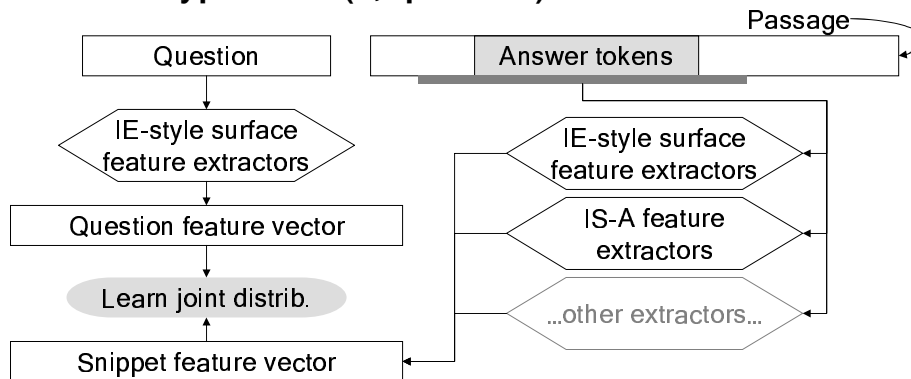 Passage
Question
Answer tokens
IE-style surface
feature extractors
IE-style surface
feature extractors
Question feature vector
IS-A feature
extractors
Learn joint distrib.
...other extractors...
Snippet feature vector